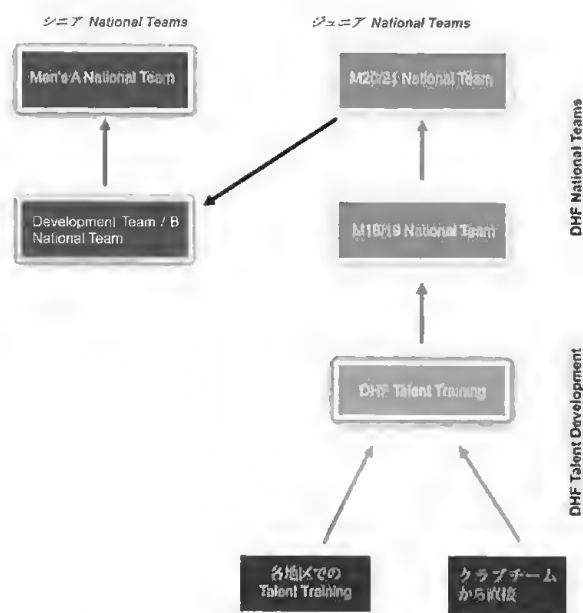 シニア National Teams
ジュニア National Teams
Men's A National Team
M20/21 National Team
Development Team / B
National Team
M18/19 National Team
DHF National Teams
DHF Talent Training
DHF Talent Development
各地区での
Talent Training
クラブチーム
から直接